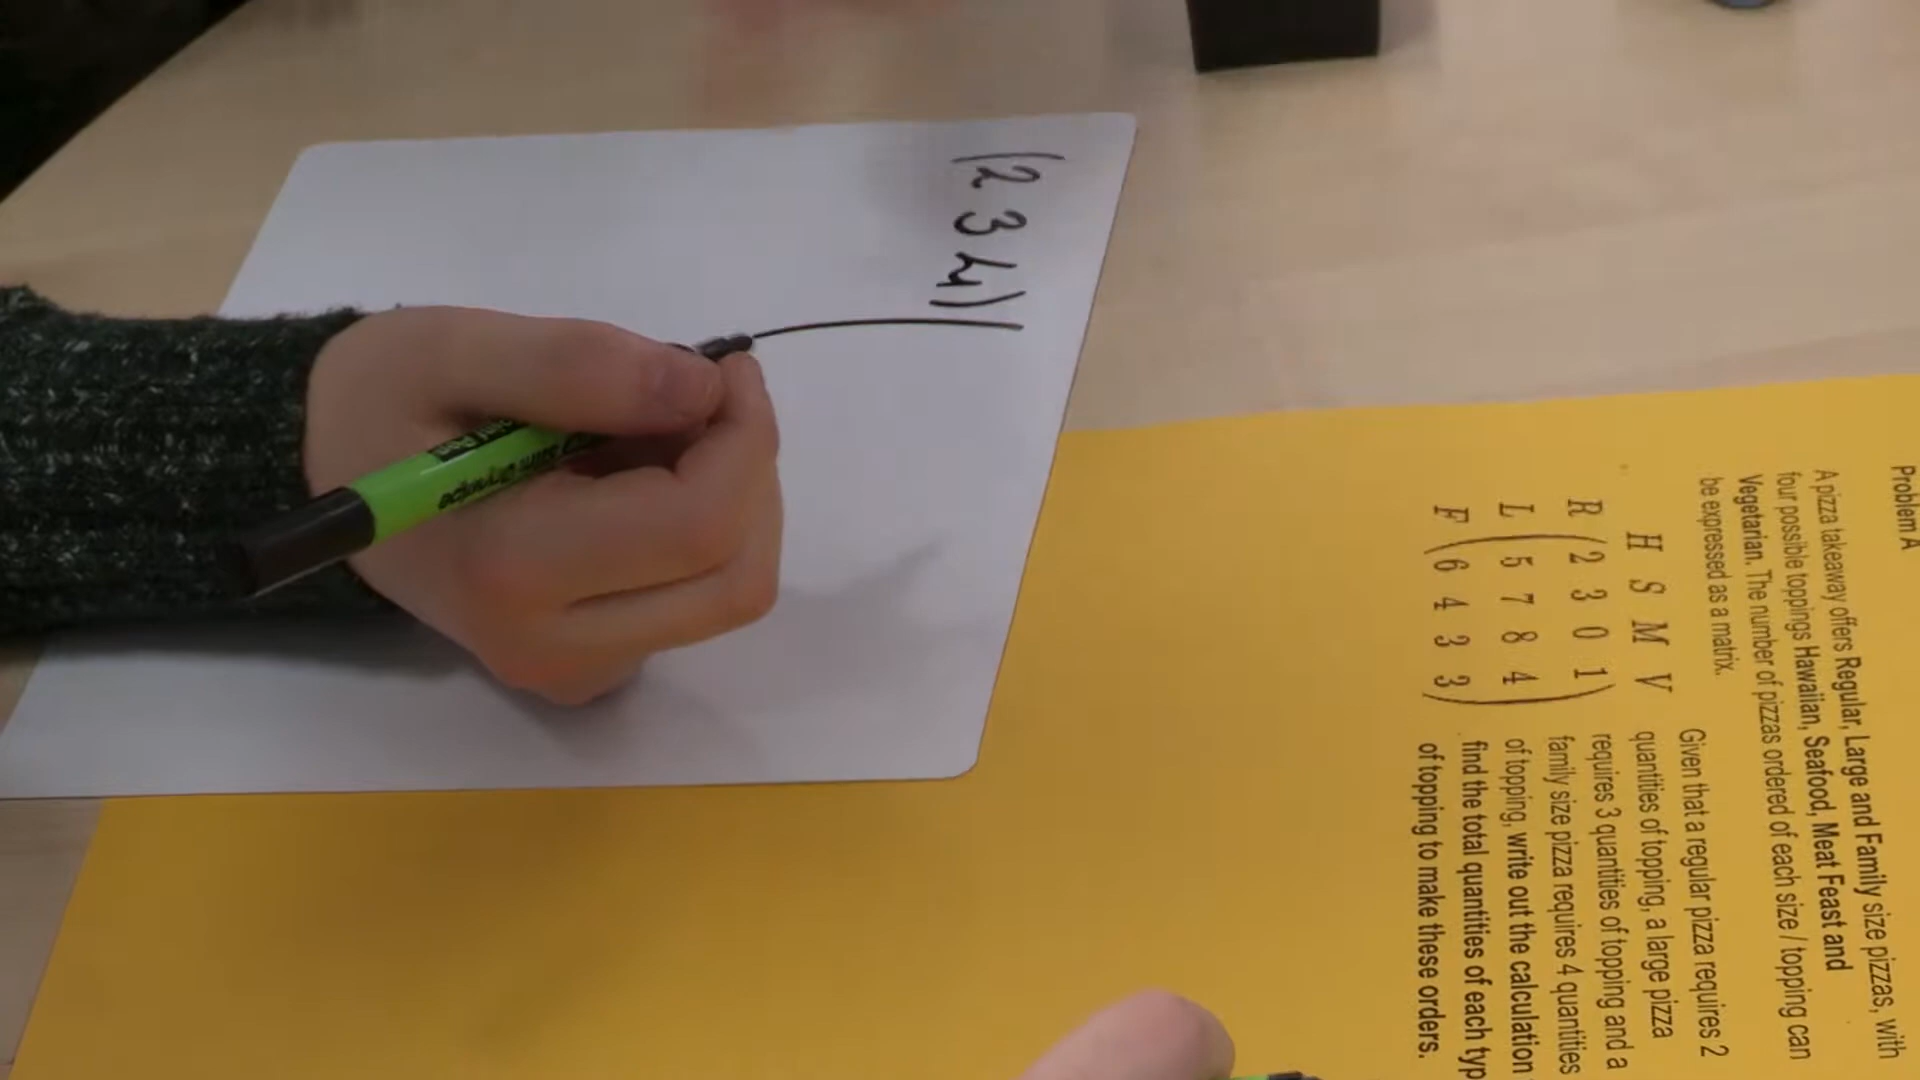 (2 3 4)(
Problem A
A pizza takeaway offers Regular, Large and Family size pizzas, with
four possible toppings Hawaiian, Seafood, Meat Feast and
Vegetarian. The number of pizzas ordered of each size / topping can
be expressed as a matrix.
H S M V
R (2 3 0 1)
L (5 7 8 4)
F (6 4 3 3)
Given that a regular pizza requires 2
quantities of topping, a large pizza
requires 3 quantities of topping and a
family size pizza requires 4 quantities
of topping, write out the calculation
find the total quantities of each typ
of topping to make these orders.